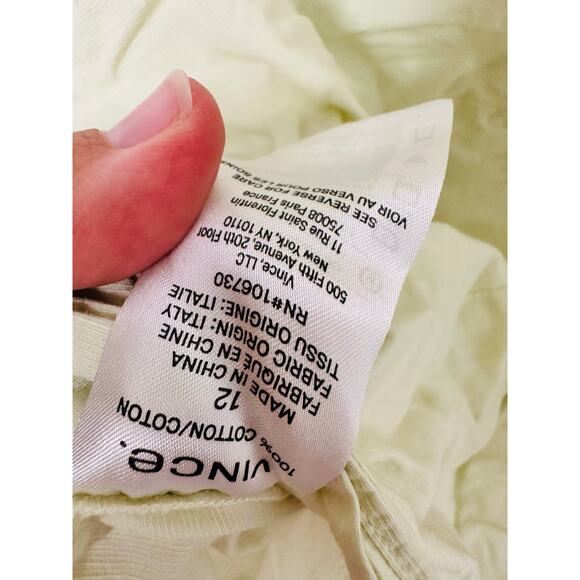 VINCE.
100% COTTON/COTON
12
MADE IN CHINA
FABRIQUÉ EN CHINE
FABRIC ORIGIN: ITALY
TISSU ORIGINE: ITALIE
RN#106730
Vince, LLC
500 Fifth Avenue, 20th Floor
New York, NY 10110
11 Rue Saint Florentin
75008 Paris France
SEE REVERSE FOR CARE
VOIR AU VERSO POUR LES SOINS